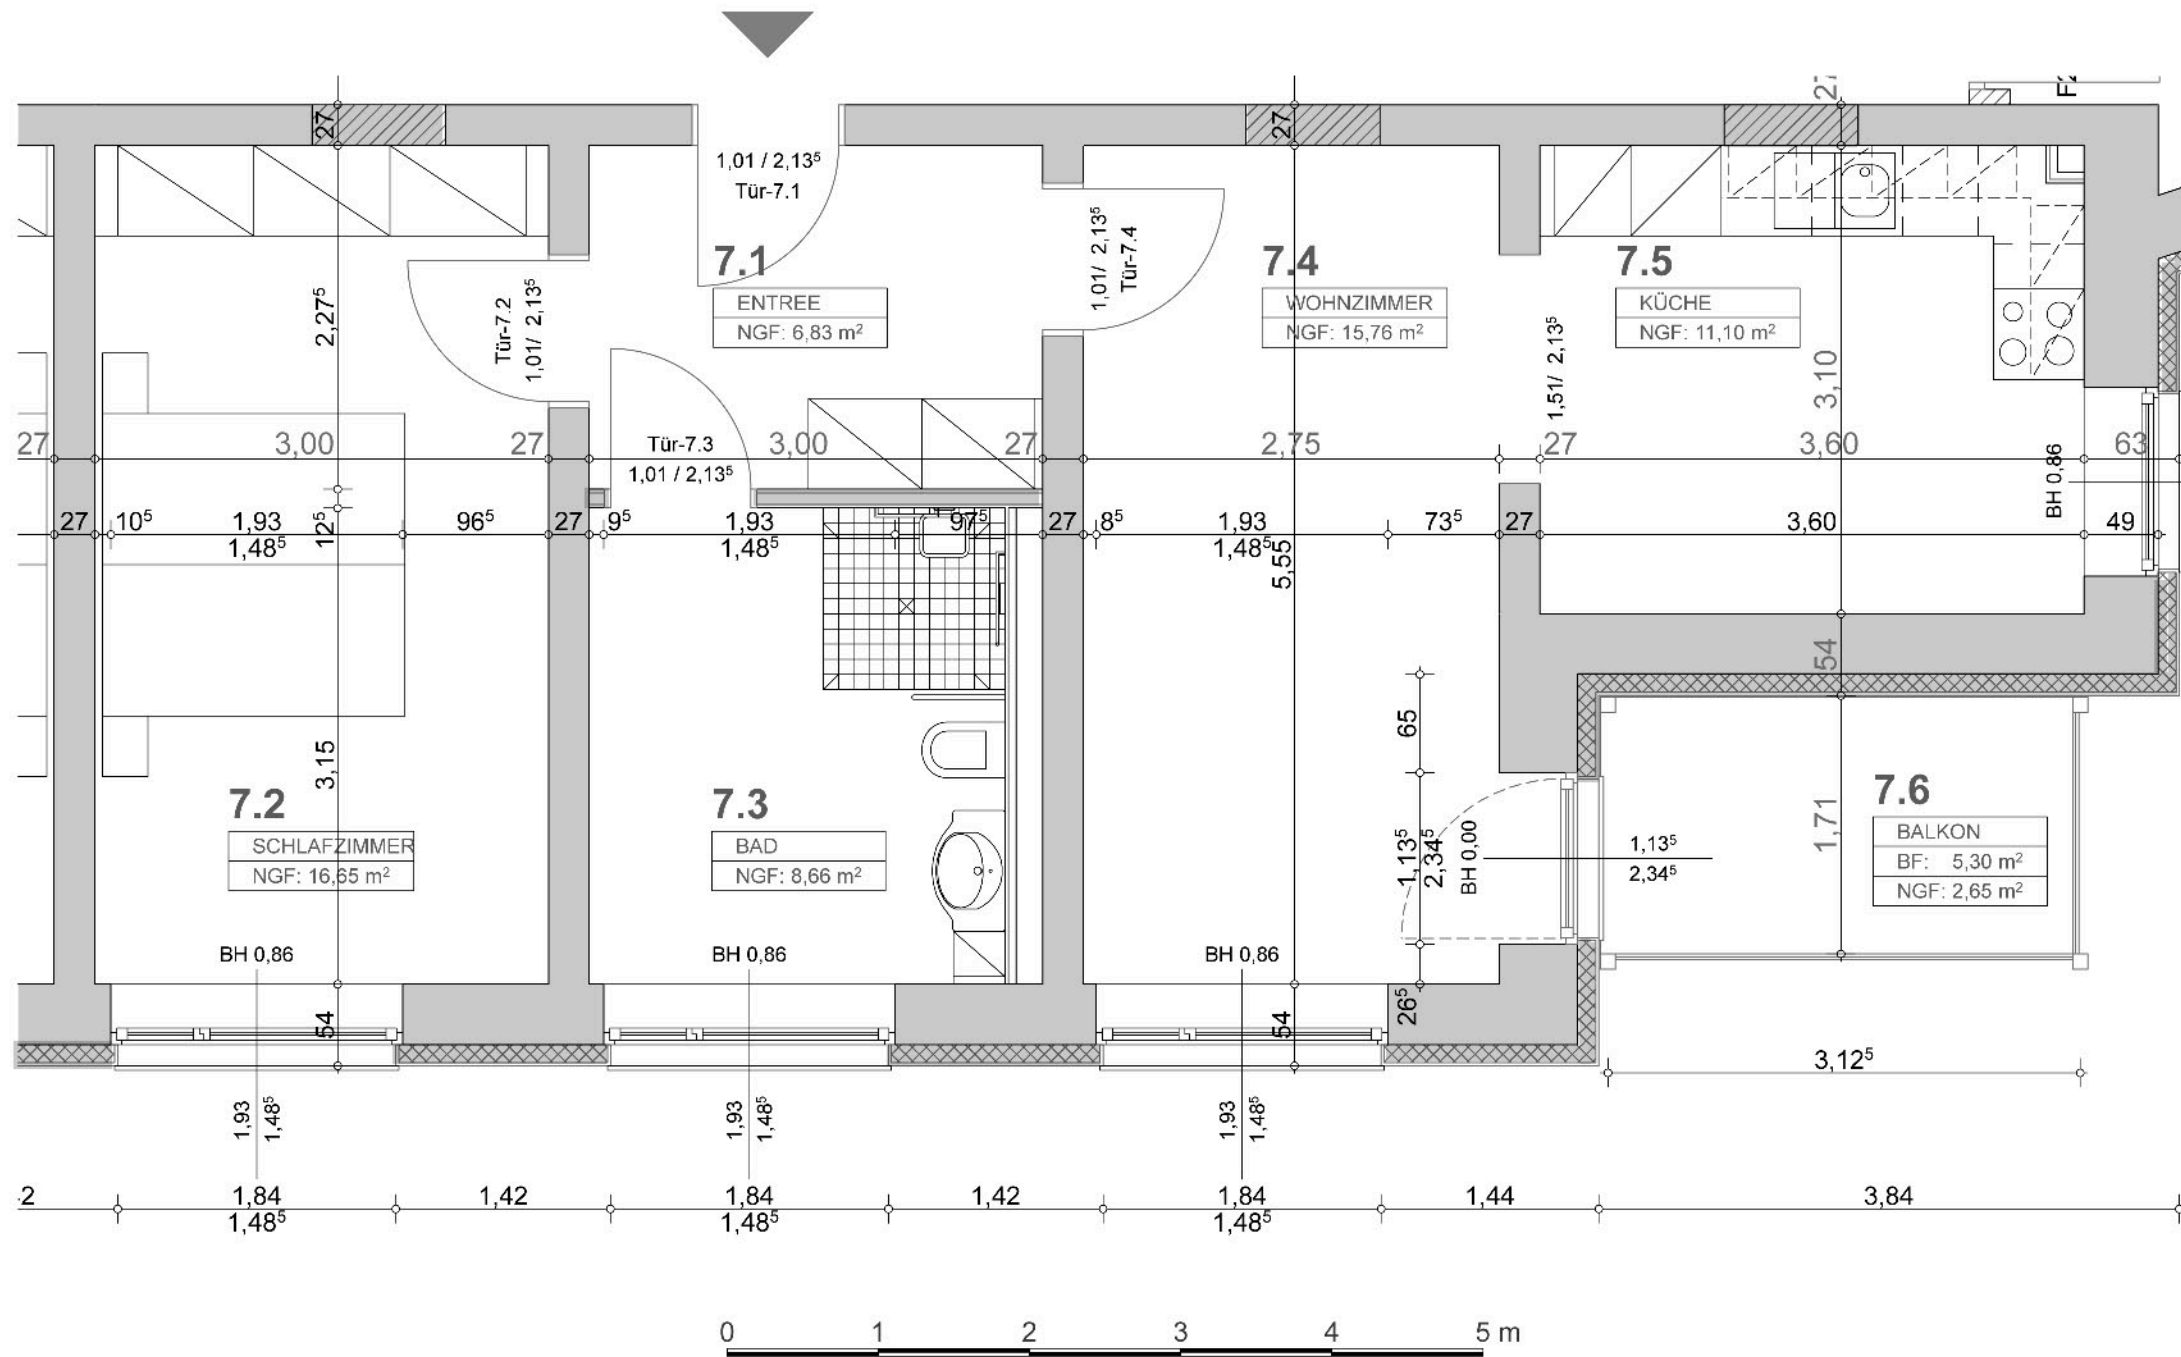 27
27
27
F2
1,01 / 2,13⁵
Tür-7.1
7.1
ENTREE
NGF: 6,83 m²
1,01/ 2,13⁵
Tür-7.4
7.4
WOHNZIMMER
NGF: 15,76 m²
7.5
KÜCHE
NGF: 11,10 m²
2,27⁵
Tür-7.2
1,01/ 2,13⁵
1,51/ 2,13⁵
3,10
27
3,00
27
Tür-7.3
1,01 / 2,13⁵
3,00
27
2,75
27
3,60
63
BH 0,86
27
10⁵
1,93
1,48⁵
12⁵
96⁵
27
9⁵
1,93
1,48⁵
97⁵
27
8⁵
1,93
1,48⁵
5,55
73⁵
27
3,60
49
54
65
3,15
7.2
SCHLAFZIMMER
NGF: 16,65 m²
7.3
BAD
NGF: 8,66 m²
1,13⁵
2,34⁵
BH 0,00
1,13⁵
2,34⁵
1,71
7.6
BALKON
BF: 5,30 m²
NGF: 2,65 m²
BH 0,86
BH 0,86
BH 0,86
54
54
26⁵
3,12⁵
1,93
1,48⁵
1,93
1,48⁵
1,93
1,48⁵
2
1,84
1,48⁵
1,42
1,84
1,48⁵
1,42
1,84
1,48⁵
1,44
3,84
0 1 2 3 4 5 m